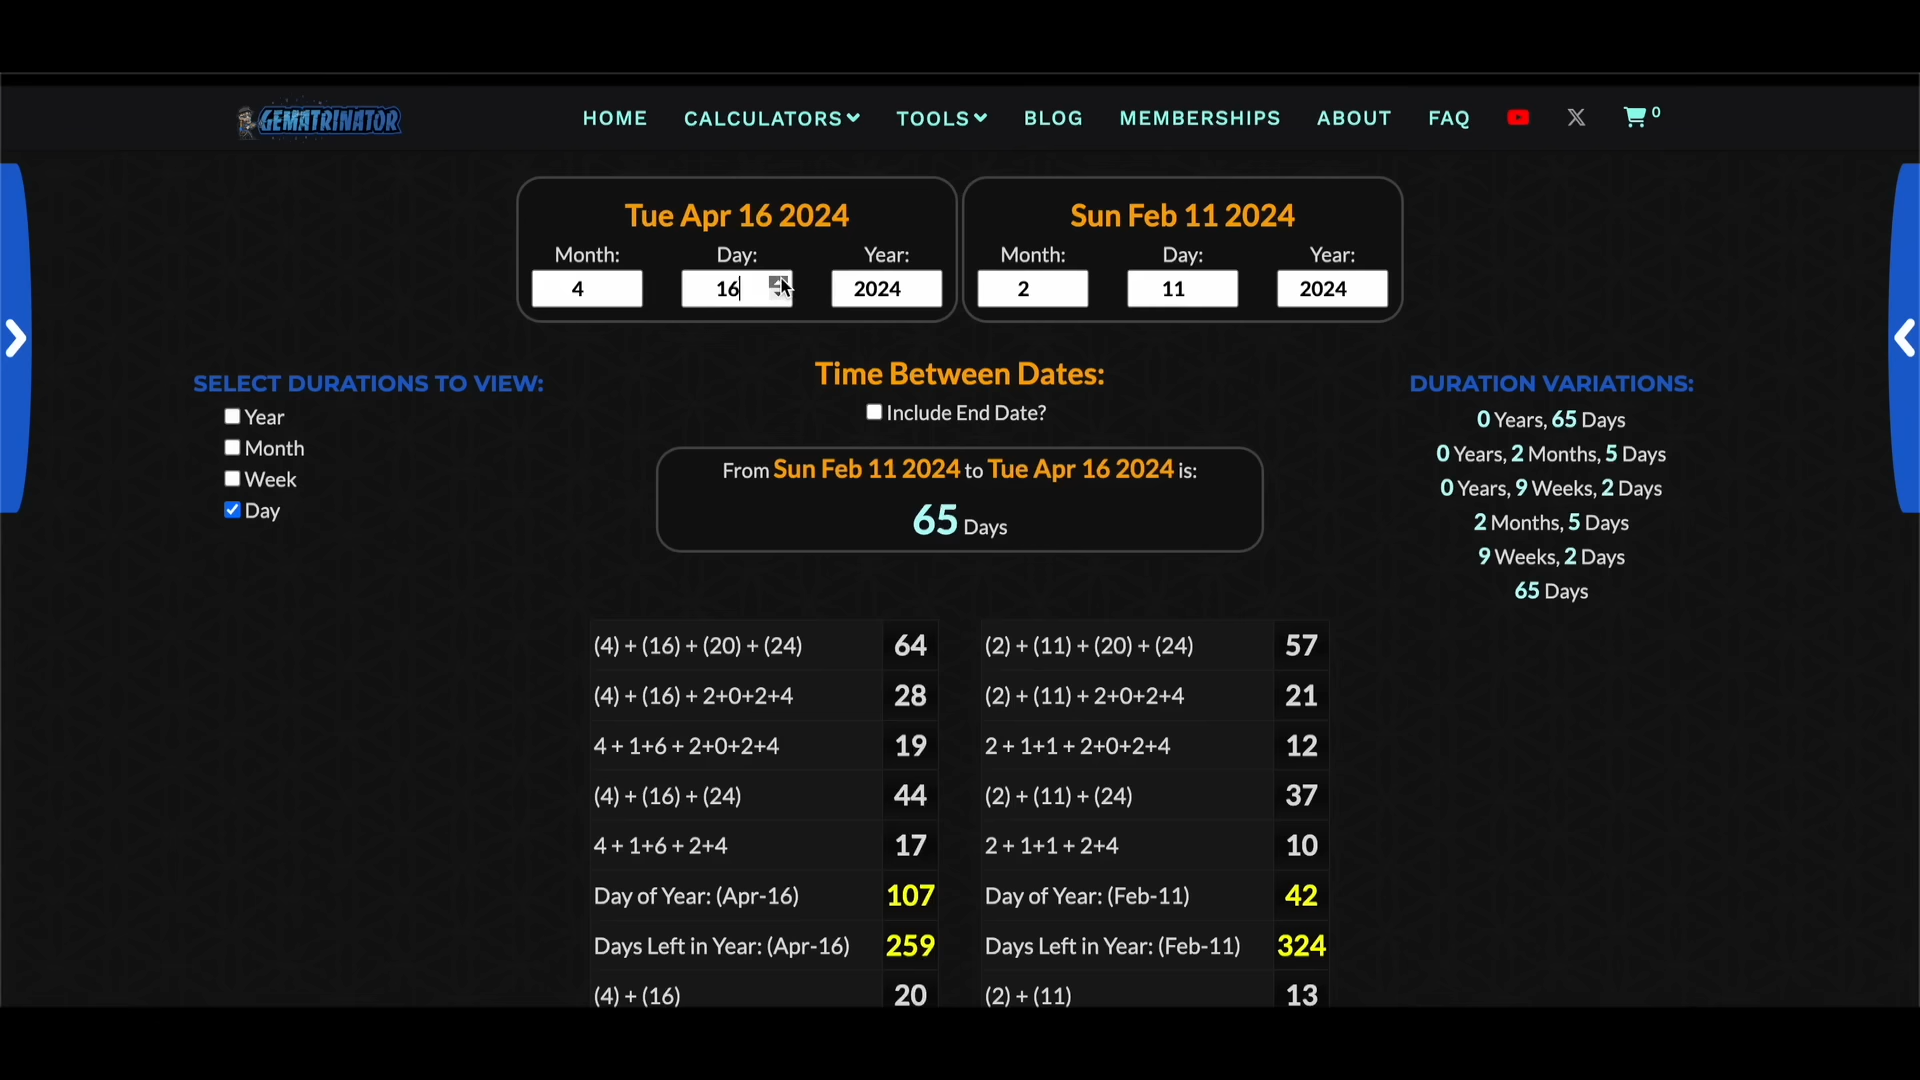 GEMATRINATOR
HOME
CALCULATORS
TOOLS
BLOG
MEMBERSHIPS
ABOUT
FAQ
0
Tue Apr 16 2024
Month:
Day:
Year:
4
16
2024
Sun Feb 11 2024
Month:
Day:
Year:
2
11
2024
SELECT DURATIONS TO VIEW:
Year
Month
Week
Day
Time Between Dates:
Include End Date?
From Sun Feb 11 2024 to Tue Apr 16 2024 is:
65 Days
DURATION VARIATIONS:
0 Years, 65 Days
0 Years, 2 Months, 5 Days
0 Years, 9 Weeks, 2 Days
2 Months, 5 Days
9 Weeks, 2 Days
65 Days
(4) + (16) + (20) + (24) 64
(4) + (16) + 2+0+2+4 28
4 + 1+6 + 2+0+2+4 19
(4) + (16) + (24) 44
4 + 1+6 + 2+4 17
Day of Year: (Apr-16) 107
Days Left in Year: (Apr-16) 259
(4) + (16) 20
(2) + (11) + (20) + (24) 57
(2) + (11) + 2+0+2+4 21
2 + 1+1 + 2+0+2+4 12
(2) + (11) + (24) 37
2 + 1+1 + 2+4 10
Day of Year: (Feb-11) 42
Days Left in Year: (Feb-11) 324
(2) + (11) 13